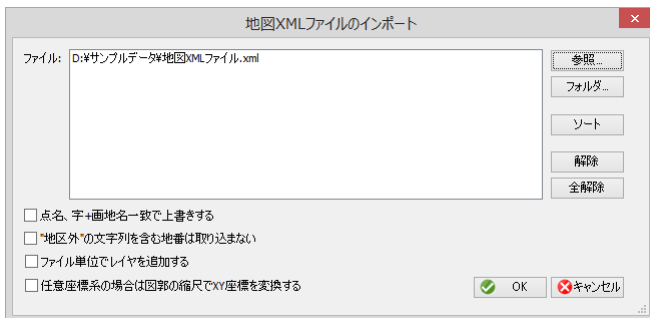 地図XMLファイルのインポート
×
ファイル: D:¥サンプルデータ¥地図XMLファイル.xml
参照...
フォルダ...
ソート
解除
全解除
点名、字+画地名一致で上書きする
"地区外"の文字列を含む地番は取り込まない
ファイル単位でレイヤを追加する
任意座標系の場合は図郭の縮尺でXY座標を変換する
OK キャンセル